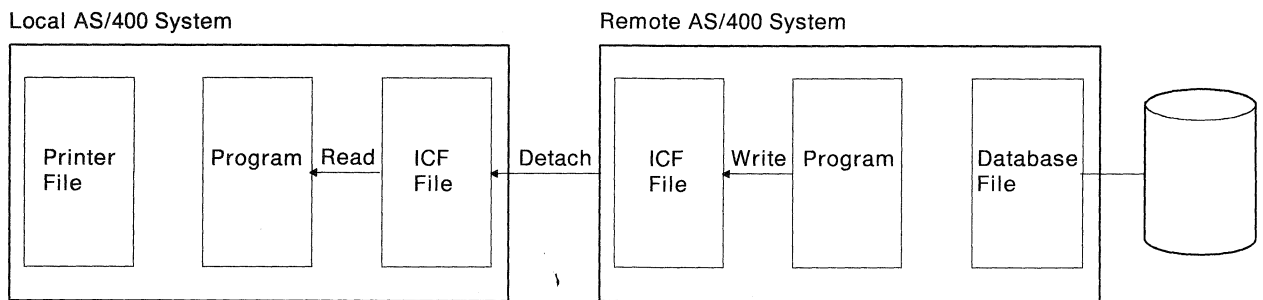 Local AS/400 System
Remote AS/400 System
Printer
File
Program
Read
ICF
File
Detach
ICF
File
Write
Program
Database
File